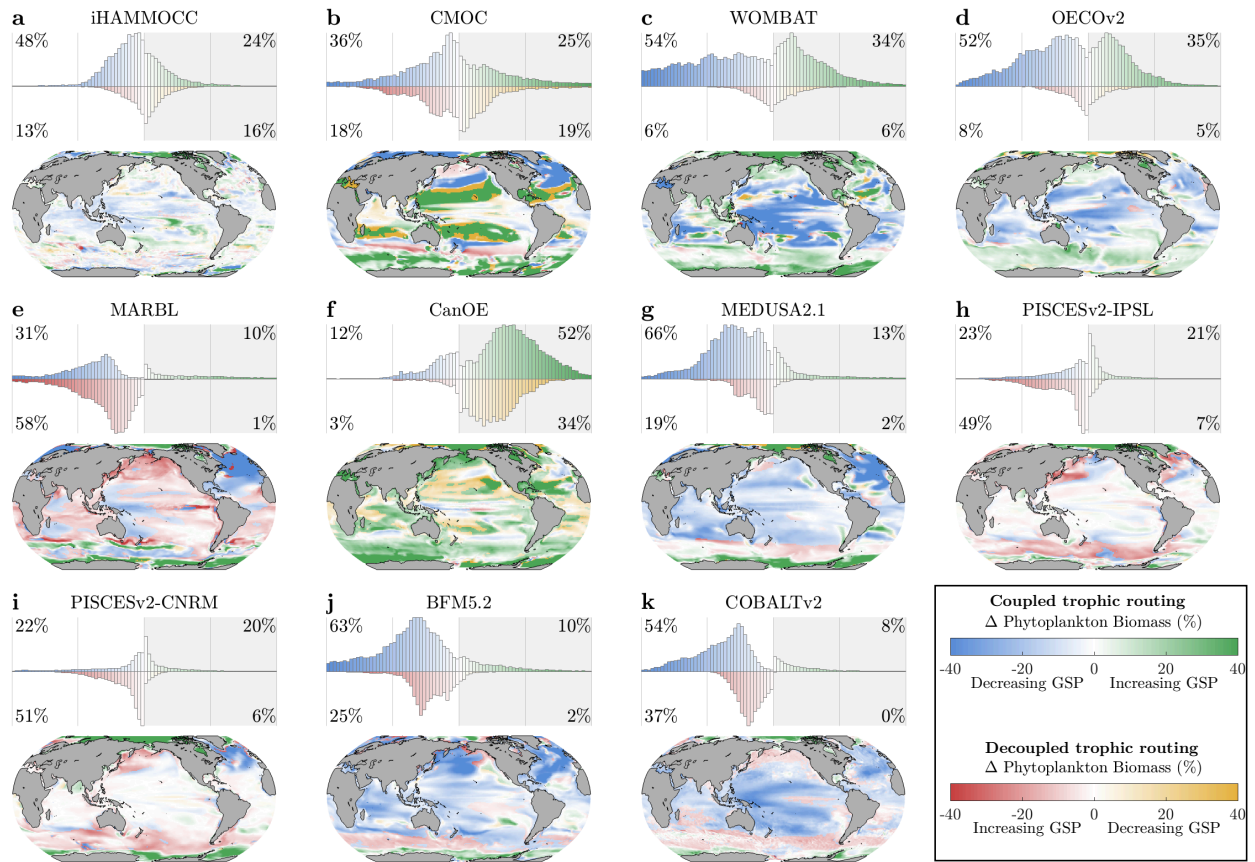 a iHAMMOCC
48% 24%
13% 16%
b CMOC
36% 25%
18% 19%
c WOMBAT
54% 34%
6% 6%
d OECOv2
52% 35%
8% 5%
e MARBL
31% 10%
58% 1%
f CanOE
12% 52%
3% 34%
g MEDUSA2.1
66% 13%
19% 2%
h PISCESv2-IPSL
23% 21%
49% 7%
i PISCESv2-CNRM
22% 20%
51% 6%
j BFM5.2
63% 10%
25% 2%
k COBALTv2
54% 8%
37% 0%
Coupled trophic routing
Δ Phytoplankton Biomass (%)
-40 -20 0 20 40
Decreasing GSP Increasing GSP
Decoupled trophic routing
Δ Phytoplankton Biomass (%)
-40 -20 0 20 40
Increasing GSP Decreasing GSP